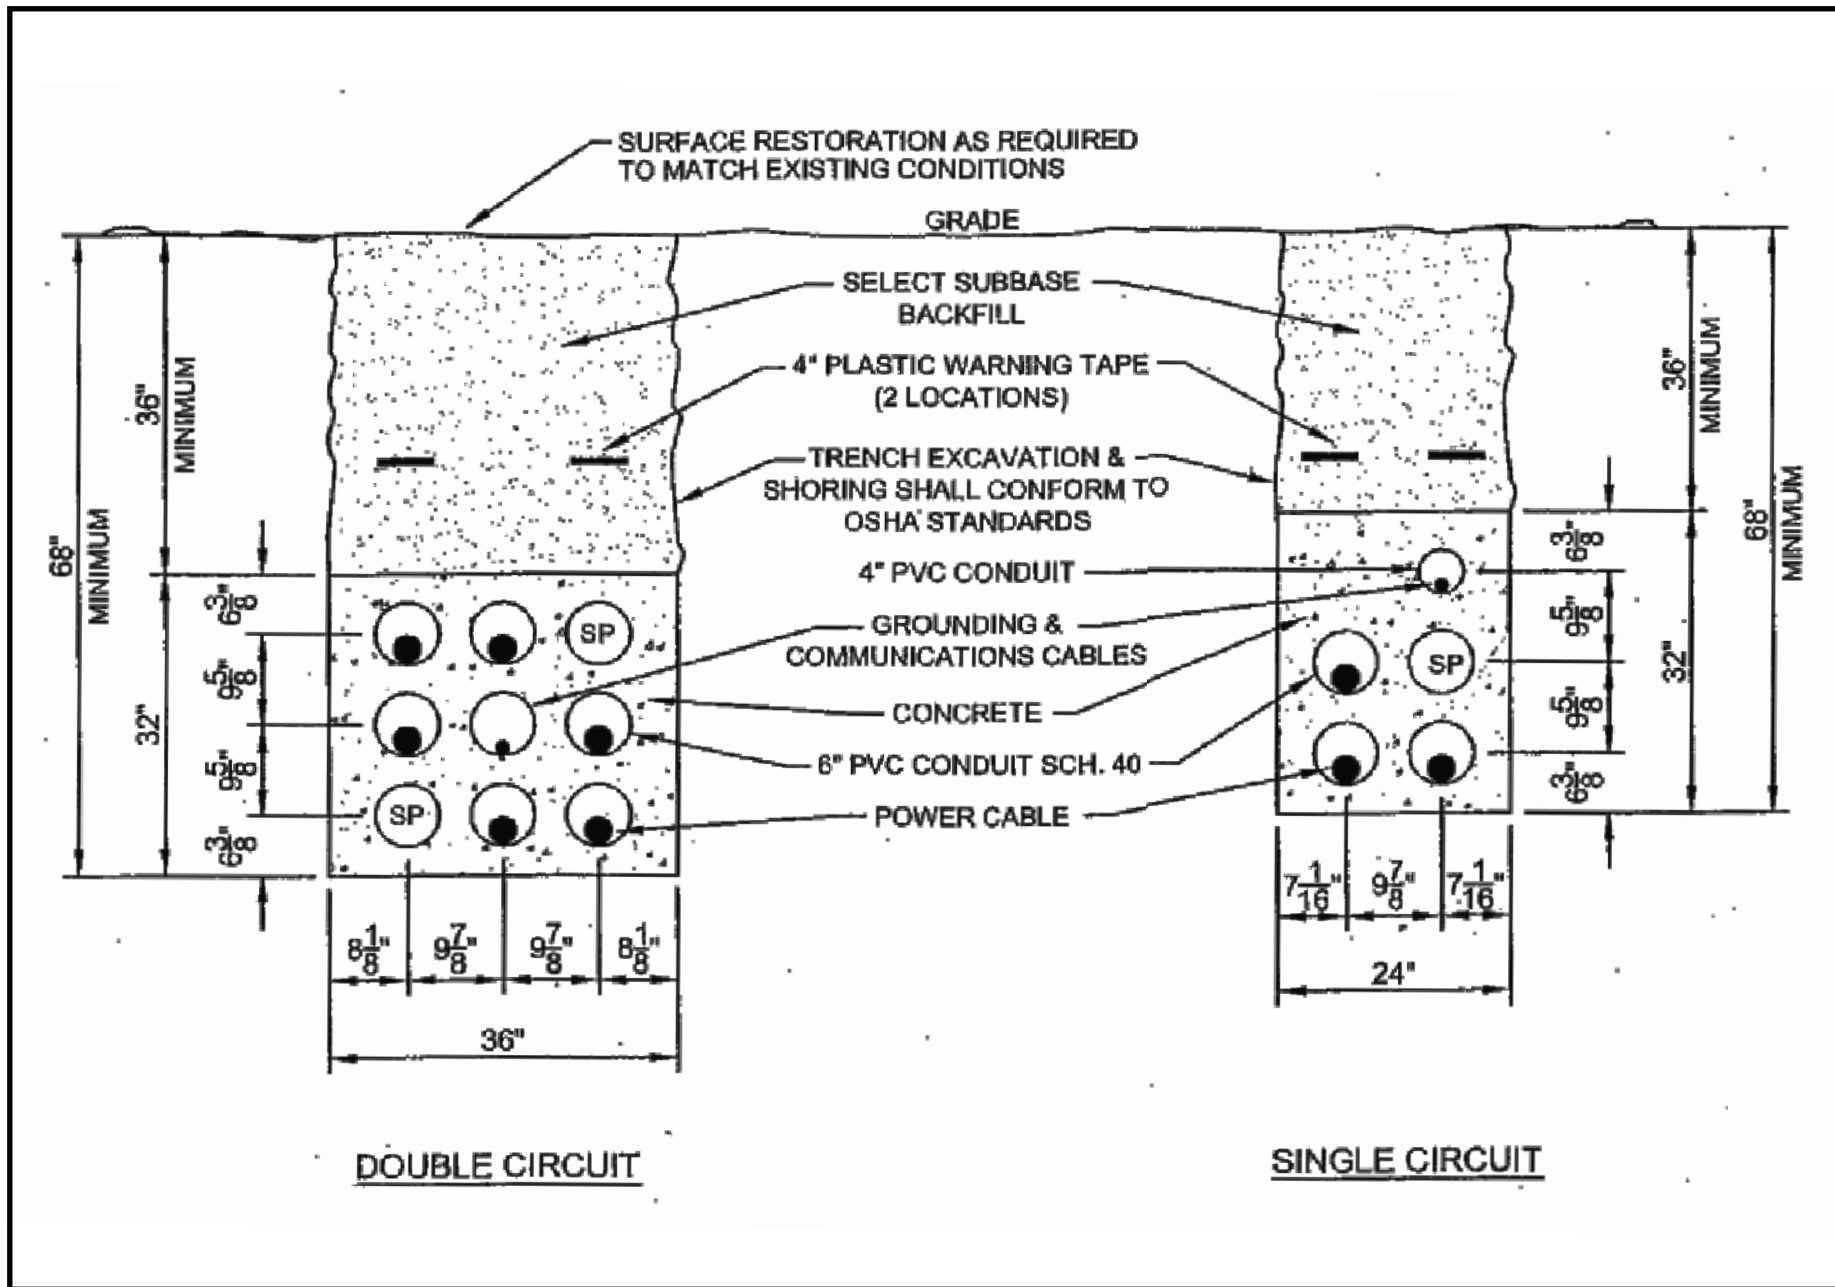 SURFACE RESTORATION AS REQUIRED
TO MATCH EXISTING CONDITIONS
GRADE
SELECT SUBBASE
BACKFILL
4" PLASTIC WARNING TAPE
(2 LOCATIONS)
TRENCH EXCAVATION &
SHORING SHALL CONFORM TO
OSHA STANDARDS
4" PVC CONDUIT
GROUNDING &
COMMUNICATIONS CABLES
CONCRETE
6" PVC CONDUIT SCH. 40
POWER CABLE
68"
MINIMUM
36"
MINIMUM
32"
6 3/8"
9 5/8"
9 5/8"
6 3/8"
SP
SP
8 1/8"
9 7/8"
9 7/8"
8 1/8"
36"
DOUBLE CIRCUIT
36"
MINIMUM
68"
MINIMUM
32"
6 3/8"
9 5/8"
9 5/8"
6 3/8"
SP
7 1/16"
9 7/8"
7 1/16"
24"
SINGLE CIRCUIT